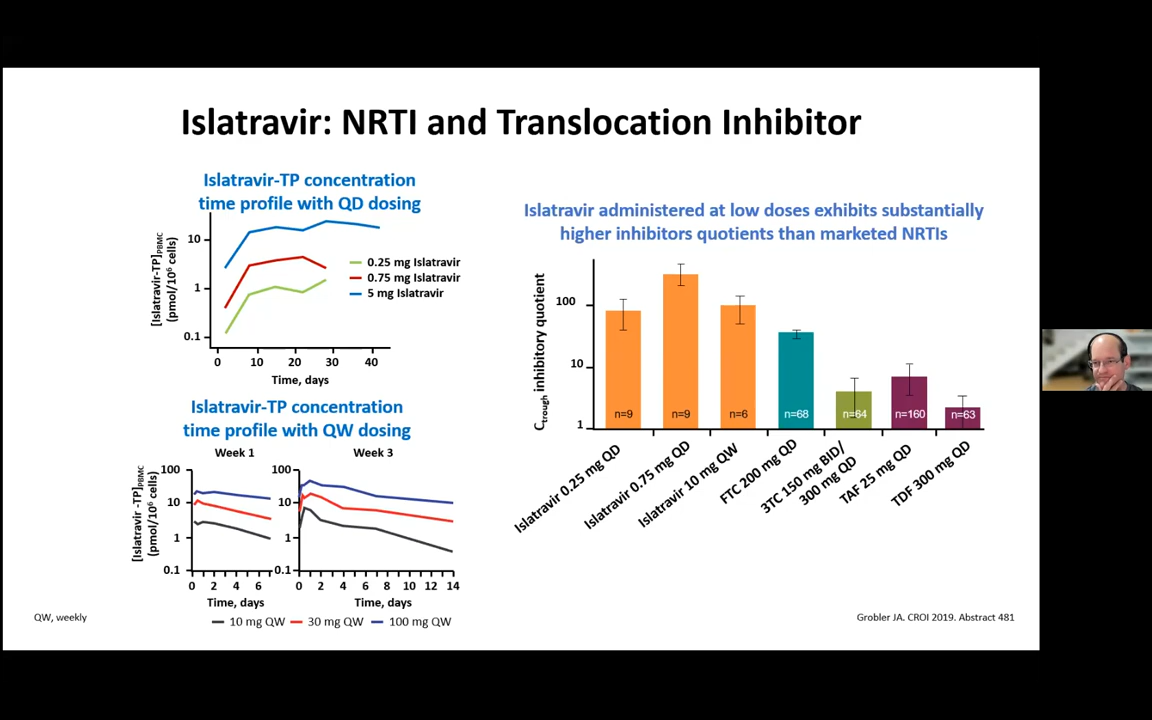 Islatravir: NRTI and Translocation Inhibitor
Islatravir-TP concentration
time profile with QD dosing
[Islatravir-TP]PBMC
(pmol/10⁶ cells)
10
1
0.1
0
10
20
30
40
Time, days
0.25 mg Islatravir
0.75 mg Islatravir
5 mg Islatravir
Islatravir-TP concentration
time profile with QW dosing
Week 1
Week 3
[Islatravir -TP]PBMC
(pmol/10⁶ cells)
100
10
1
0.1
0 2 4 6
Time, days
100
10
1
0.1
0 2 4 6 8 10 12 14
Time, days
10 mg QW
30 mg QW
100 mg QW
Islatravir administered at low doses exhibits substantially
higher inhibitors quotients than marketed NRTIs
Ctrough inhibitory quotient
100
10
1
n=9
n=9
n=6
n=68
n=64
n=160
n=63
Islatravir 0.25 mg QD
Islatravir 0.75 mg QD
Islatravir 10 mg QW
FTC 200 mg QD
3TC 150 mg BID/
300 mg QD
TAF 25 mg QD
TDF 300 mg QD
QW, weekly
Grobler JA. CROI 2019. Abstract 481